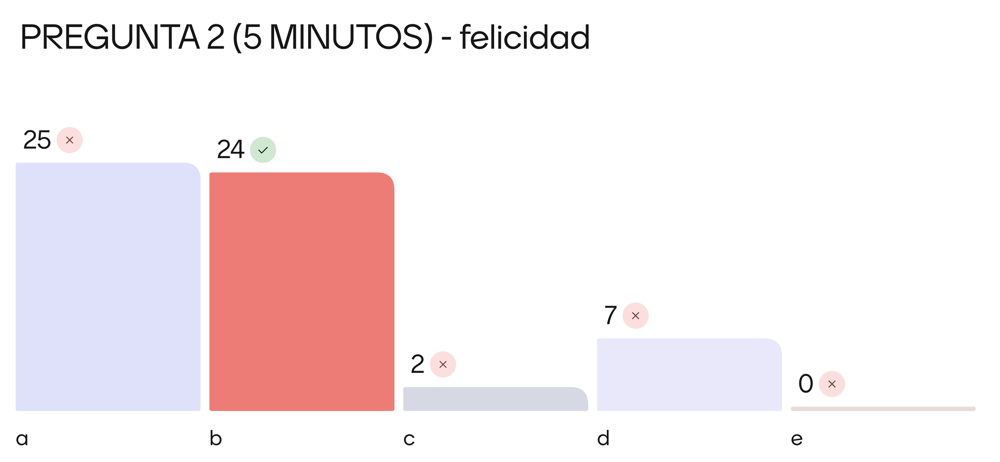 PREGUNTA 2 (5 MINUTOS) - felicidad
25
24
2
7
0
a
b
c
d
e